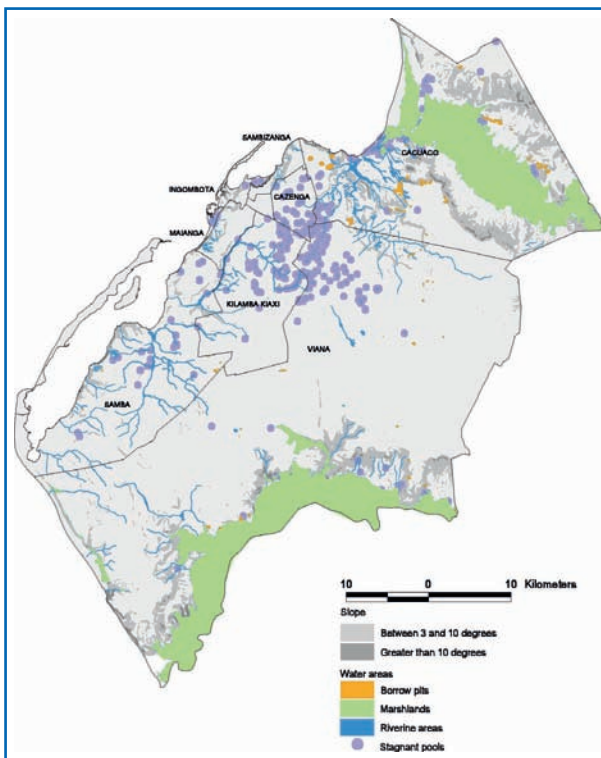 SAMBIZANGA
CACUACO
INGOMBOTA
CAZENGA
MAIANGA
KILAMBA KIAXI
VIANA
SAMBA
10 0 10 Kilometers
Slope
Between 3 and 10 degrees
Greater than 10 degrees
Water areas
Borrow pits
Marshlands
Riverine areas
Stagnant pools